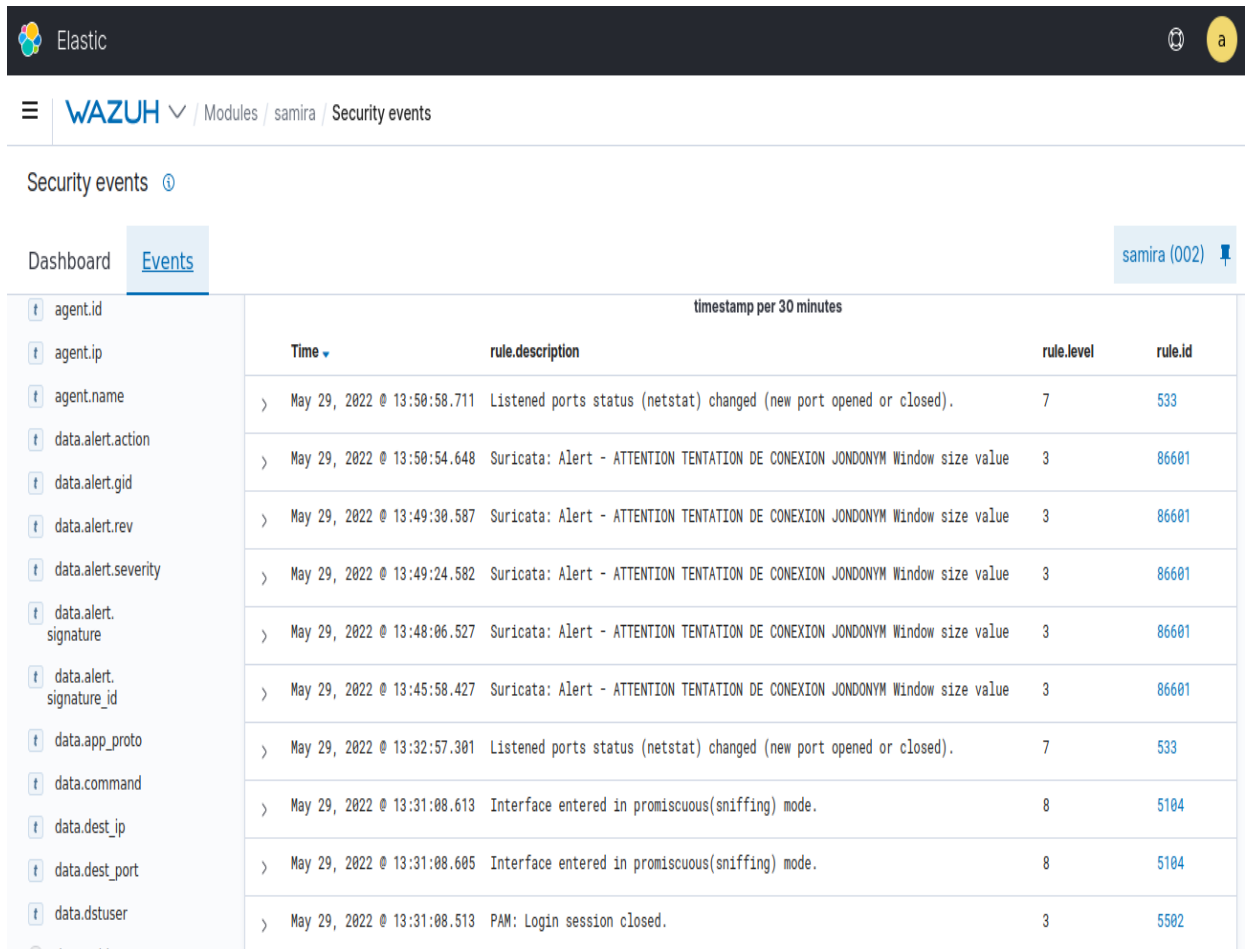 Elastic
a
WAZUH / Modules / samira / Security events
Security events
Dashboard
Events
samira (002)
t agent.id
t agent.ip
t agent.name
t data.alert.action
t data.alert.gid
t data.alert.rev
t data.alert.severity
t data.alert.
signature
t data.alert.
signature_id
t data.app_proto
t data.command
t data.dest_ip
t data.dest_port
t data.dstuser
timestamp per 30 minutes
Time rule.description rule.level rule.id
May 29, 2022 @ 13:50:58.711 Listened ports status (netstat) changed (new port opened or closed). 7 533
May 29, 2022 @ 13:50:54.648 Suricata: Alert - ATTENTION TENTATION DE CONEXION JONDONYM Window size value 3 86601
May 29, 2022 @ 13:49:30.587 Suricata: Alert - ATTENTION TENTATION DE CONEXION JONDONYM Window size value 3 86601
May 29, 2022 @ 13:49:24.582 Suricata: Alert - ATTENTION TENTATION DE CONEXION JONDONYM Window size value 3 86601
May 29, 2022 @ 13:48:06.527 Suricata: Alert - ATTENTION TENTATION DE CONEXION JONDONYM Window size value 3 86601
May 29, 2022 @ 13:45:58.427 Suricata: Alert - ATTENTION TENTATION DE CONEXION JONDONYM Window size value 3 86601
May 29, 2022 @ 13:32:57.301 Listened ports status (netstat) changed (new port opened or closed). 7 533
May 29, 2022 @ 13:31:08.613 Interface entered in promiscuous(sniffing) mode. 8 5104
May 29, 2022 @ 13:31:08.605 Interface entered in promiscuous(sniffing) mode. 8 5104
May 29, 2022 @ 13:31:08.513 PAM: Login session closed. 3 5502